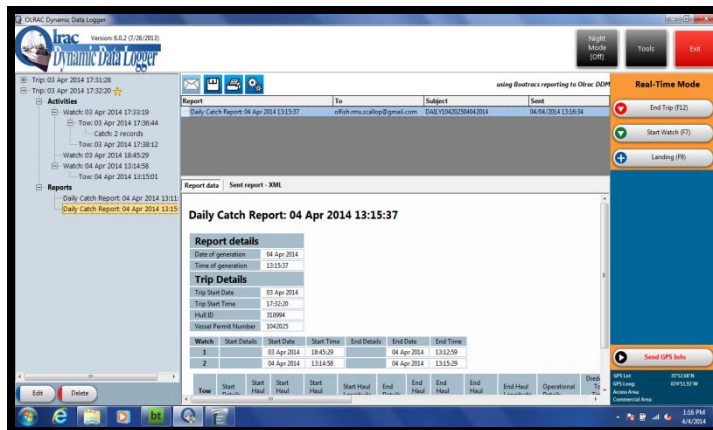 OLRAC Dynamic Data Logger
Olrac Version: 6.0.2 (7/26/2013)
Dynamic Data Logger
Night Mode [Off]
Tools
Exit
Trip: 03 Apr 2014 17:31:28
Trip: 03 Apr 2014 17:32:20
Activities
Watch: 03 Apr 2014 17:33:19
Tow: 03 Apr 2014 17:36:44
Catch: 2 records
Tow: 03 Apr 2014 17:38:12
Watch: 03 Apr 2014 18:45:29
Watch: 04 Apr 2014 13:14:58
Tow: 04 Apr 2014 13:15:01
Reports
Daily Catch Report: 04 Apr 2014 13:11:
Daily Catch Report: 04 Apr 2014 13:15:
Edit
Delete
using Boatracs reporting to Olrac DDM
Report To Subject Sent
Daily Catch Report: 04 Apr 2014 13:15:37 olfish.rms.scallop@gmail.com DAILY104202504042014 04/04/2014 13:16:34
Report data Sent report - XML
Daily Catch Report: 04 Apr 2014 13:15:37
Report details
Date of generation 04 Apr 2014
Time of generation 13:15:37
Trip Details
Trip Start Date 03 Apr 2014
Trip Start Time 17:32:20
Hull ID 310994
Vessel Permit Number 1042025
Watch Start Details Start Date Start Time End Details End Date End Time
1 03 Apr 2014 18:45:29 04 Apr 2014 13:12:59
2 04 Apr 2014 13:14:58 04 Apr 2014 13:15:29
Tow Start Start Haul Start Haul Start Haul Start Haul End End Haul End Haul End Haul End Haul Operational
Real-Time Mode
End Trip (F12)
Start Watch (F7)
Landing (F9)
Send GPS Info
GPS Lat:
GPS Long:
Access Area:
Commercial Area:
bt
1:16 PM
4/4/2014